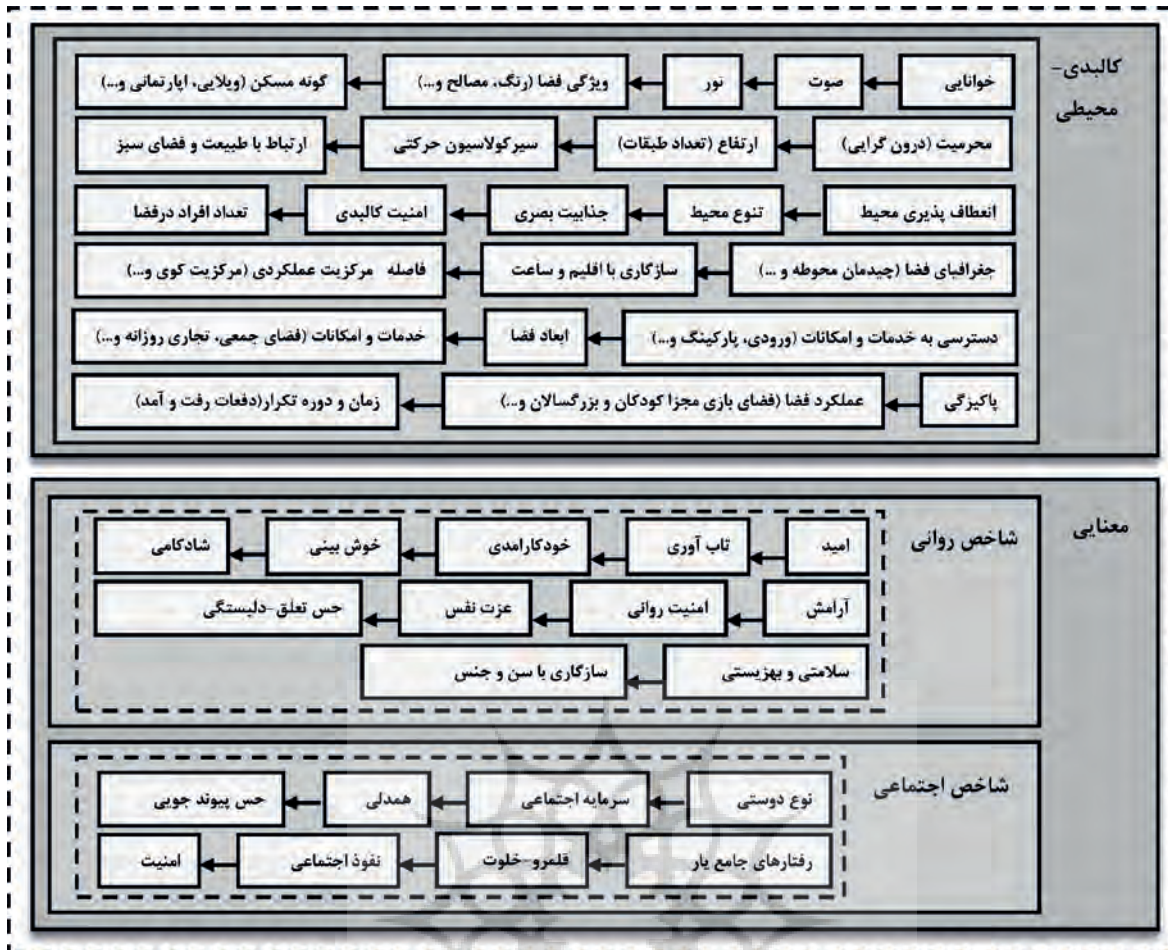 کالبدی-
محیطی
خوانایی صوت نور ویژگی فضا (رنگ، مصالح و...) گونه مسکن (ویلایی، اپارتمانی و...)
محرمیت (درون گرایی) ارتفاع (تعداد طبقات) سیرکولاسیون حرکتی ارتباط با طبیعت و فضای سبز
انعطاف پذیری محیط تنوع محیط جذابیت بصری امنیت کالبدی تعداد افراد درفضا
جغرافیای فضا (چیدمان محوطه و ...) سازگاری با اقلیم و ساعت فاصله مرکزیت عملکردی (مرکزیت کوی و...)
دسترسی به خدمات و امکانات (ورودی، پارکینگ و...) ابعاد فضا خدمات و امکانات (فضای جمعی، تجاری روزانه و...)
پاکیزگی عملکرد فضا (فضای بازی مجزا کودکان و بزرگسالان و...) زمان و دوره تکرار(دفعات رفت و آمد)
معنایی
شاخص روانی
امید تاب آوری خودکارامدی خوش بینی شادکامی
آرامش امنیت روانی عزت نفس حس تعلق-دلبستگی
سلامتی و بهزیستی سازگاری با سن و جنس
شاخص اجتماعی
نوع دوستی سرمایه اجتماعی همدلی حس پیوند جویی
رفتارهای جامع یار قلمرو-خلوت نفوذ اجتماعی امنیت